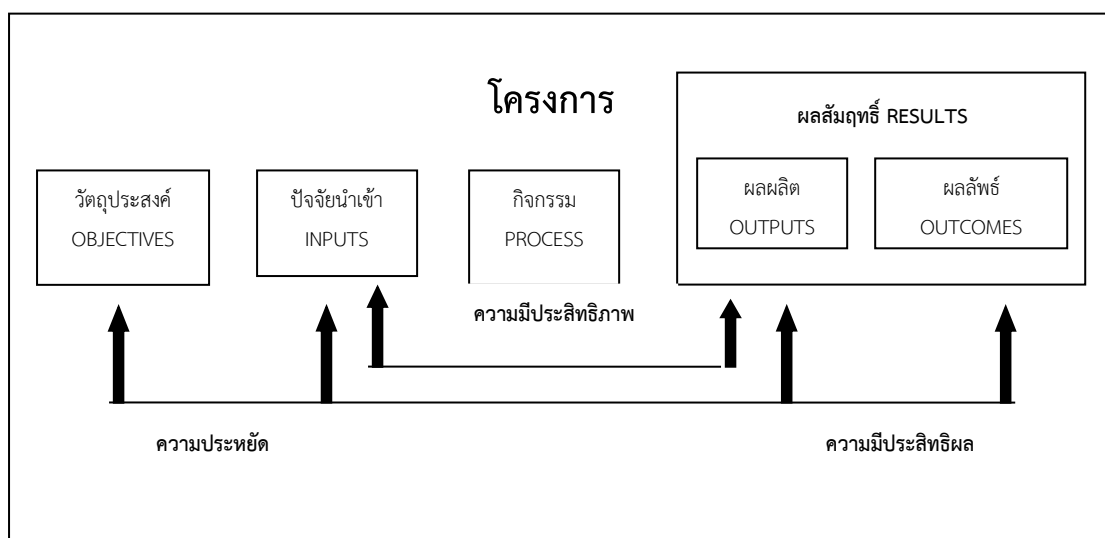 โครงการ
ผลสัมฤทธิ์ RESULTS
วัตถุประสงค์
OBJECTIVES
ปัจจัยนำเข้า
INPUTS
กิจกรรม
PROCESS
ผลผลิต
OUTPUTS
ผลลัพธ์
OUTCOMES
ความมีประสิทธิภาพ
ความประหยัด
ความมีประสิทธิผล